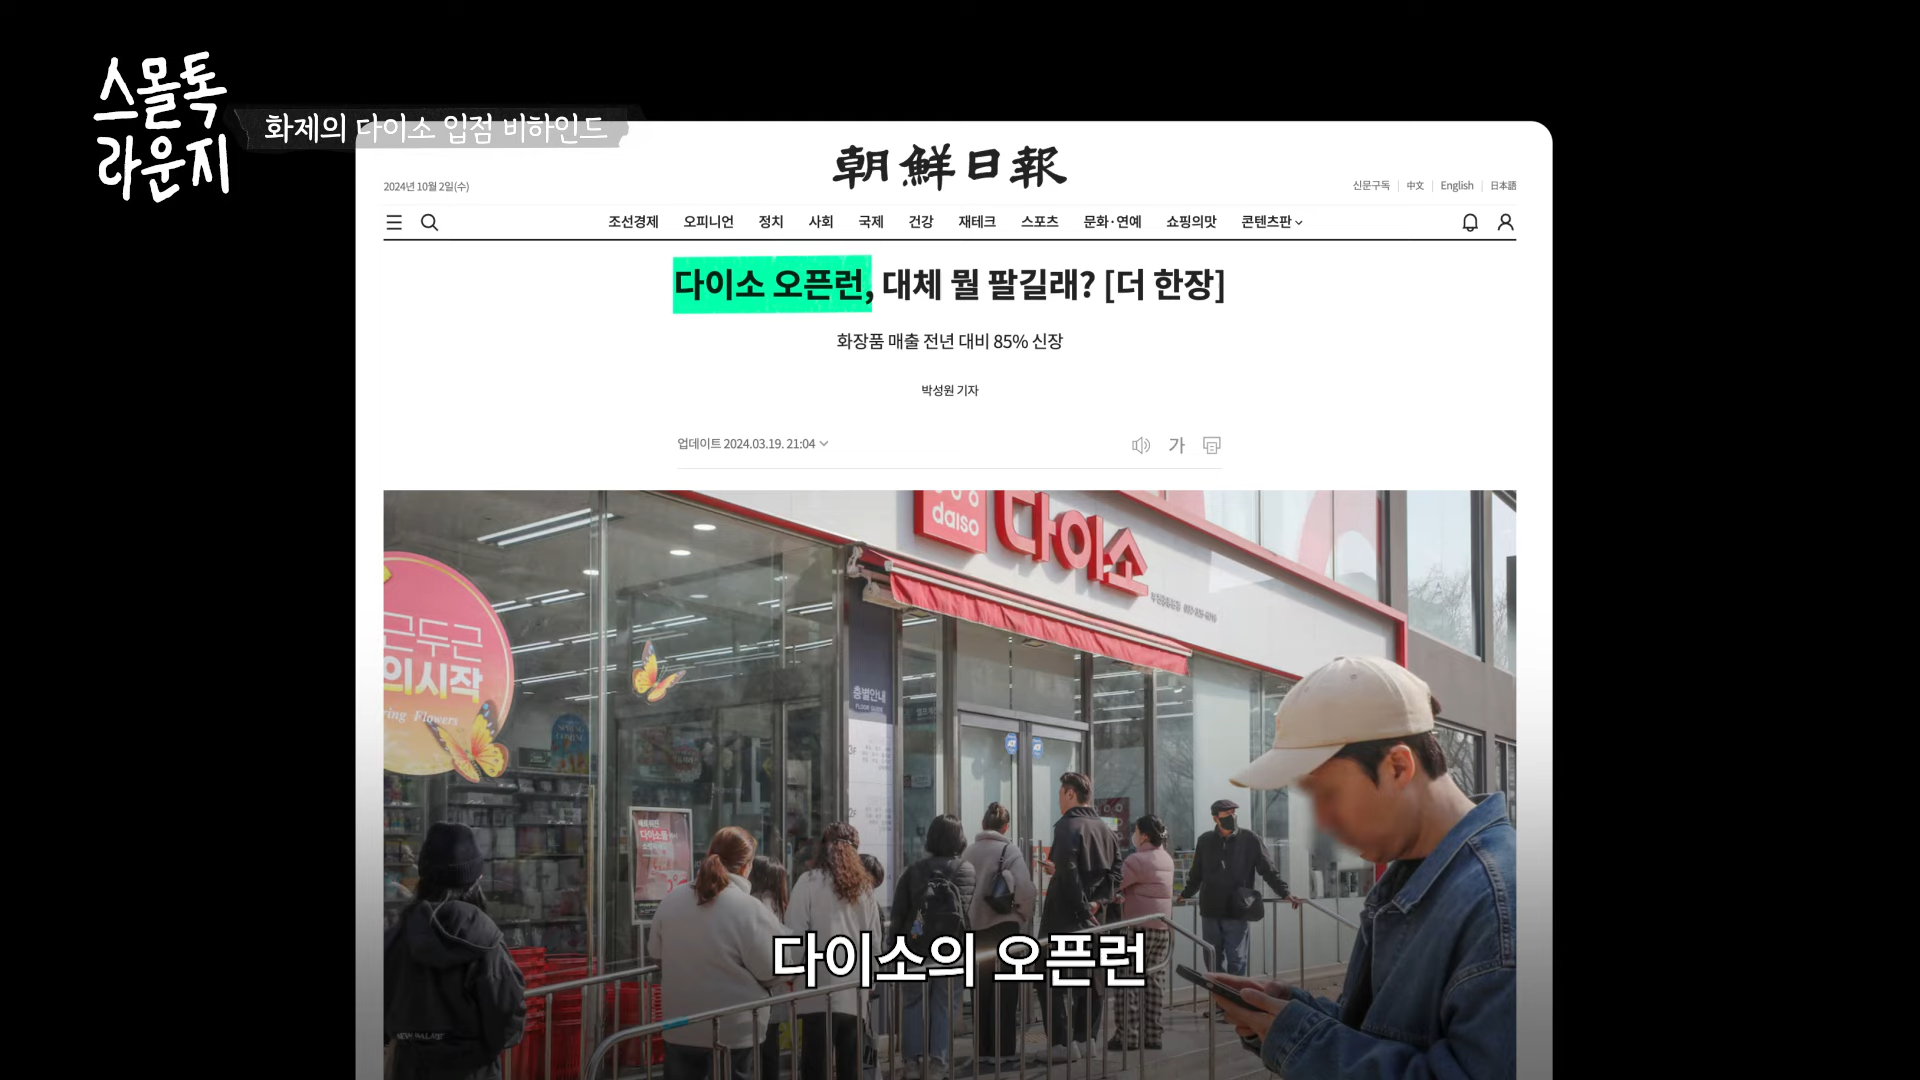 스몰톡
라운지
화제의 다이소 입점 비하인드
朝鮮日報
2024년 10월 2일(수)
신문구독 中文 English 日本語
조선경제 오피니언 정치 사회 국제 건강 재테크 스포츠 문화·연예 쇼핑의맛 콘텐츠판
다이소 오픈런, 대체 뭘 팔길래? [더 한장]
화장품 매출 전년 대비 85% 신장
박성원 기자
업데이트 2024.03.19. 21:04
가
daiso
다이소
근두근
의시작
ring Flowers
층별안내
FLOOR GUIDE
다이소의 오픈런